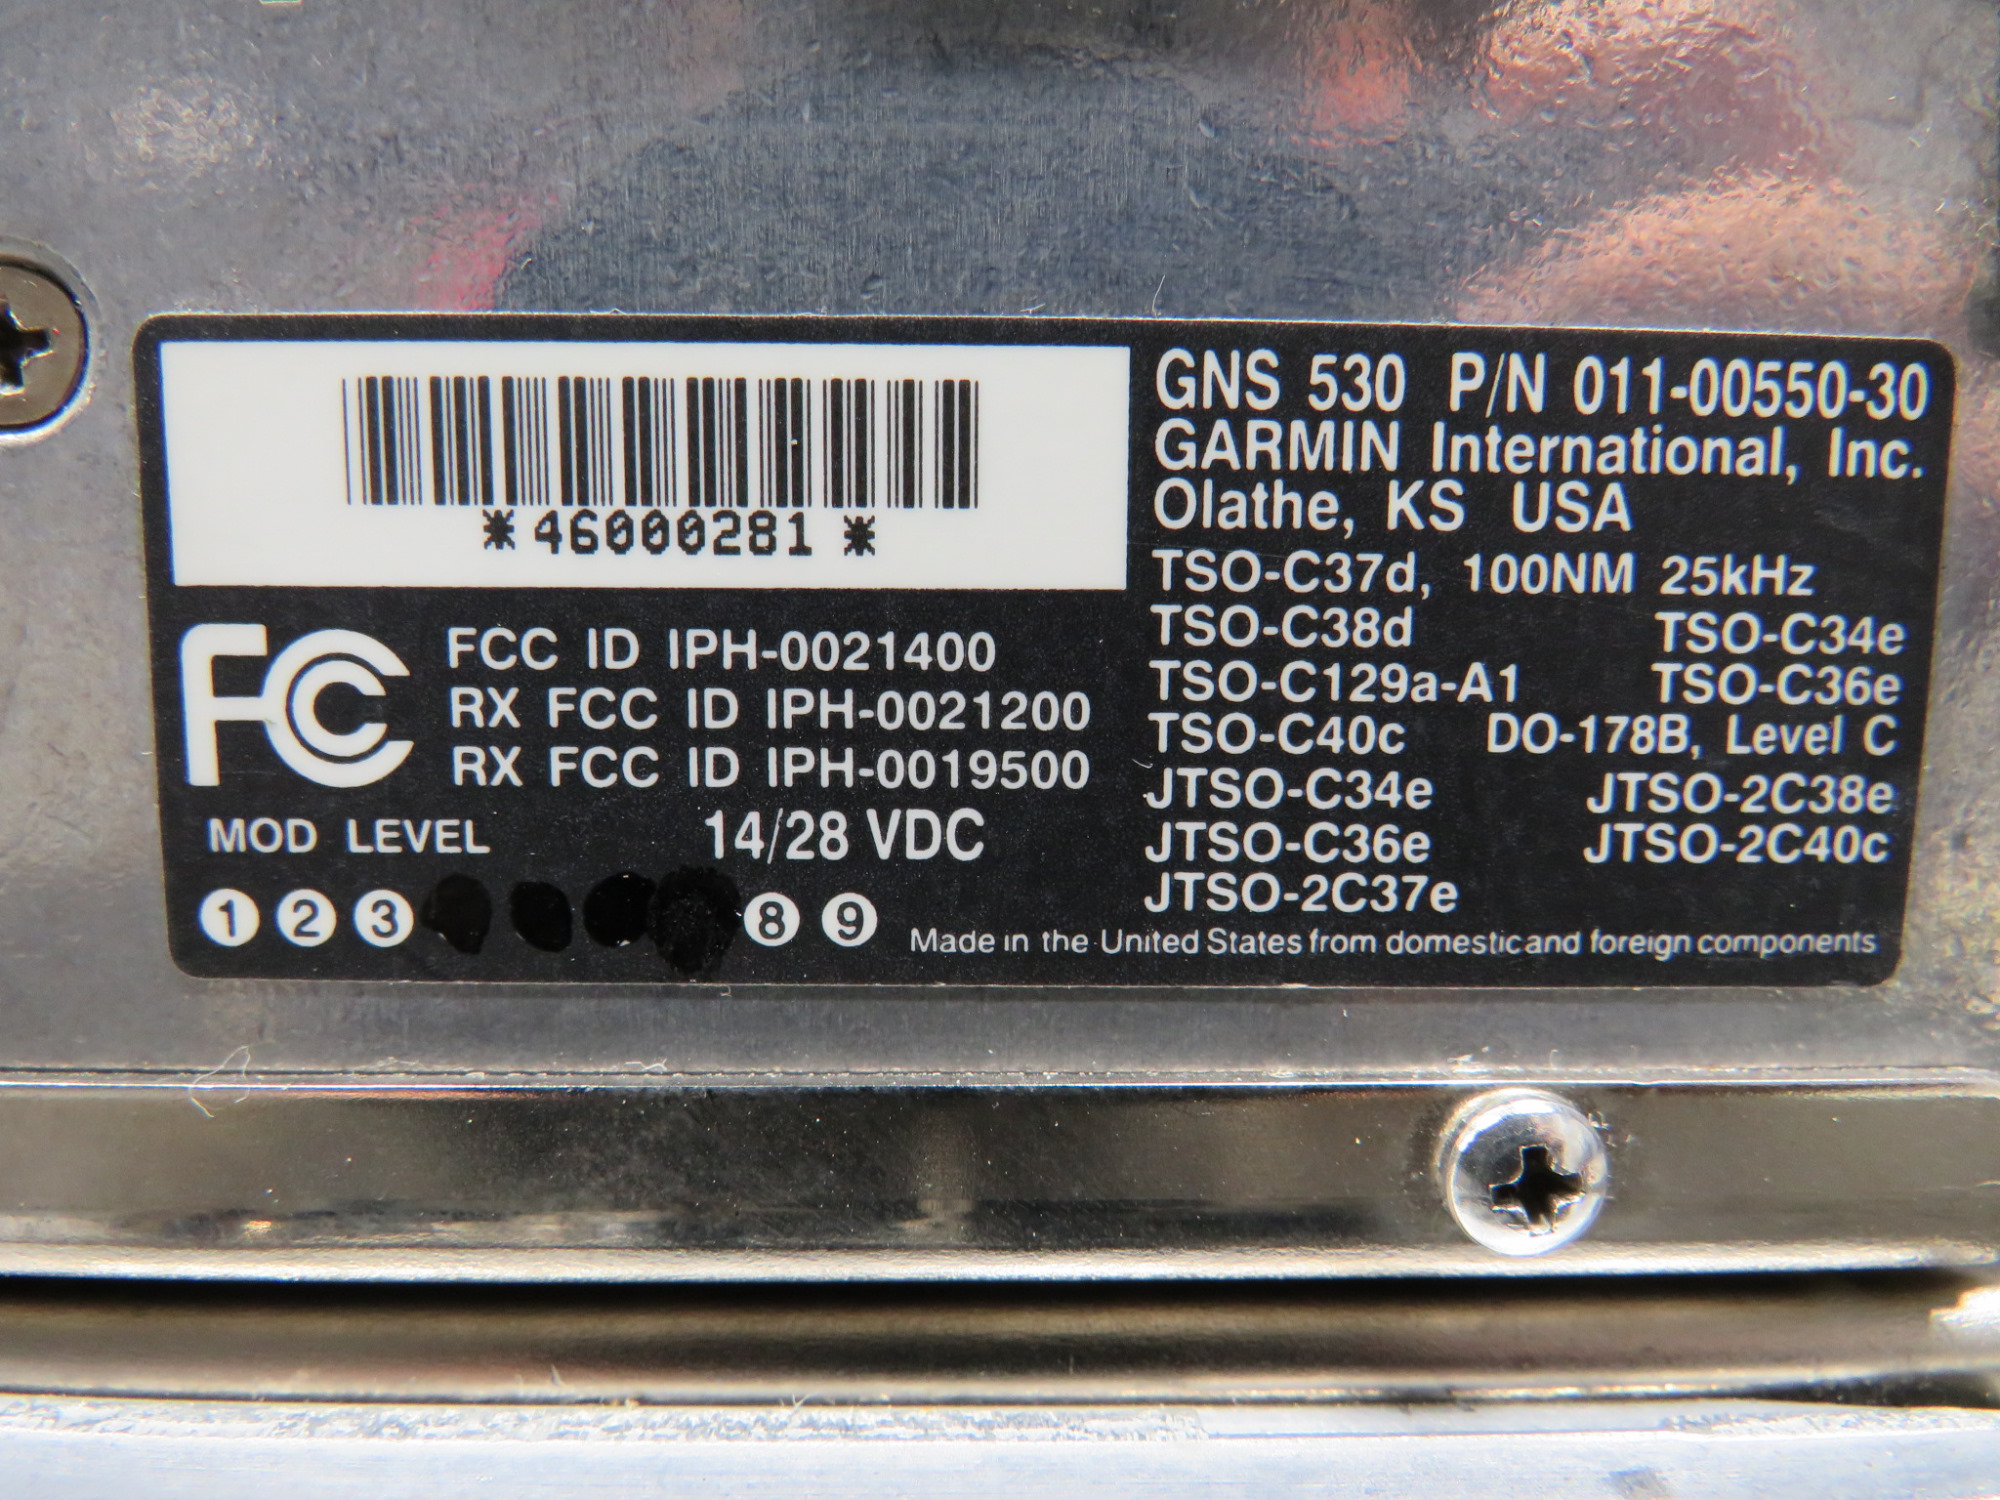 *46000281*
GNS 530 P/N 011-00550-30
GARMIN International, Inc.
Olathe, KS USA
TSO-C37d, 100NM 25kHz
TSO-C38d TSO-C34e
TSO-C129a-A1 TSO-C36e
TSO-C40c DO-178B, Level C
JTSO-C34e JTSO-2C38e
JTSO-C36e JTSO-2C40c
JTSO-2C37e
FC
FCC ID IPH-0021400
RX FCC ID IPH-0021200
RX FCC ID IPH-0019500
MOD LEVEL 14/28 VDC
1 2 3 8 9
Made in the United States from domestic and foreign components